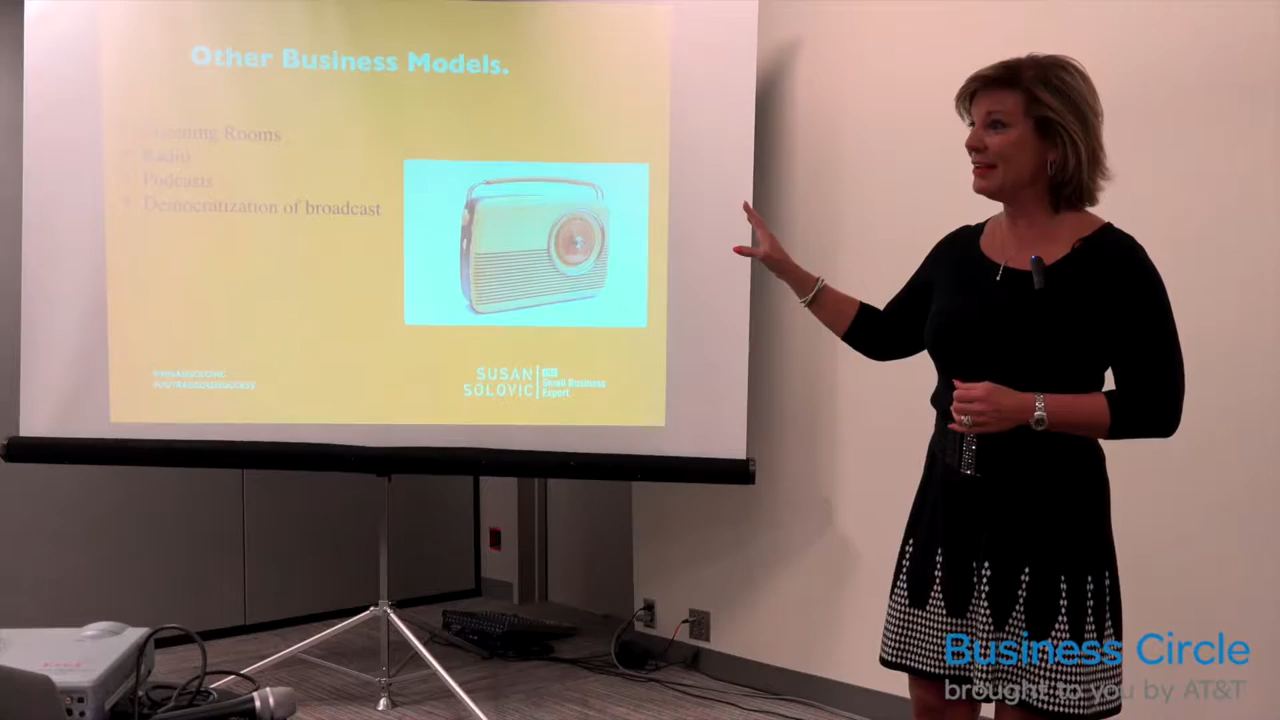 Other Business Models.
Rooms
Radio
Podcasts
Democratization of broadcast
SUSAN
SOLOVIC
THE
Small Business
Expert
Business Circle
brought to you by AT&T